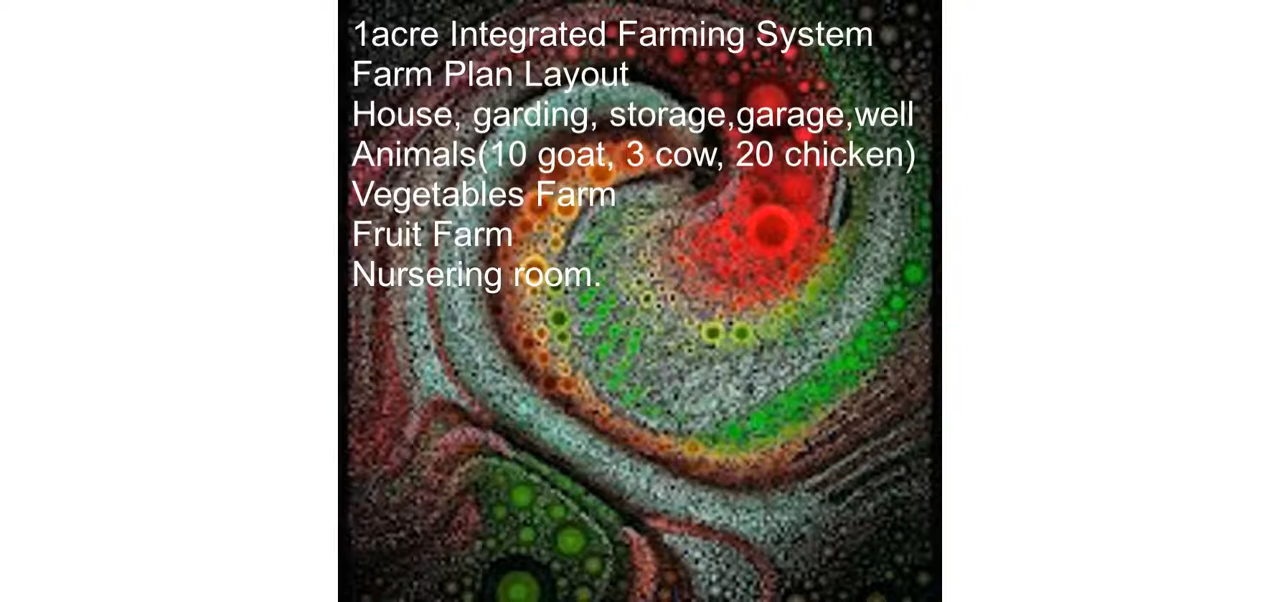 1acre Integrated Farming System
Farm Plan Layout
House, garding, storage,garage,well
Animals(10 goat, 3 cow, 20 chicken)
Vegetables Farm
Fruit Farm
Nursering room.